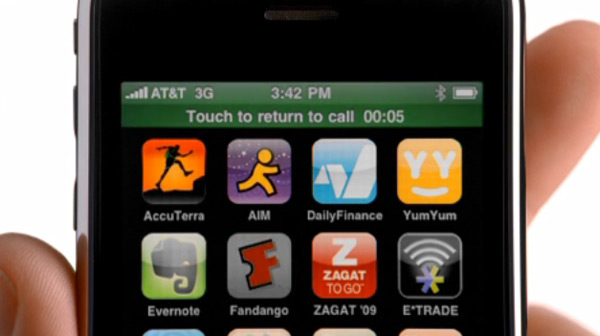 AT&T 3G 3:42 PM
Touch to return to call 00:05
AccuTerra AIM DailyFinance YumYum
YY
F
Z
ZAGAT
TO GO
Evernote Fandango ZAGAT '09 E*TRADE